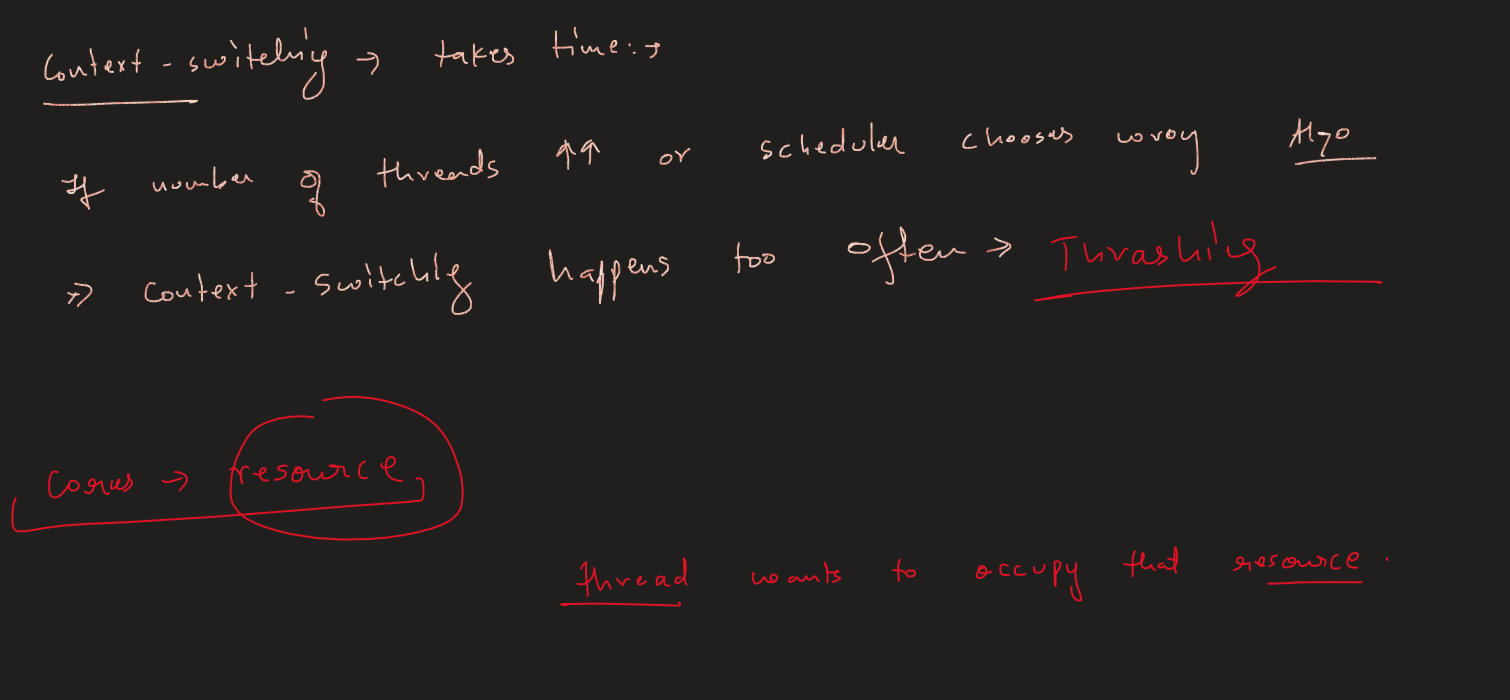 Context-switching → takes time:→
If number of threads ↑↑ or scheduler chooses wrong Algo
=> Context-switching happens too often => Thrashing
Cores → resource,
thread wants to occupy that resource.